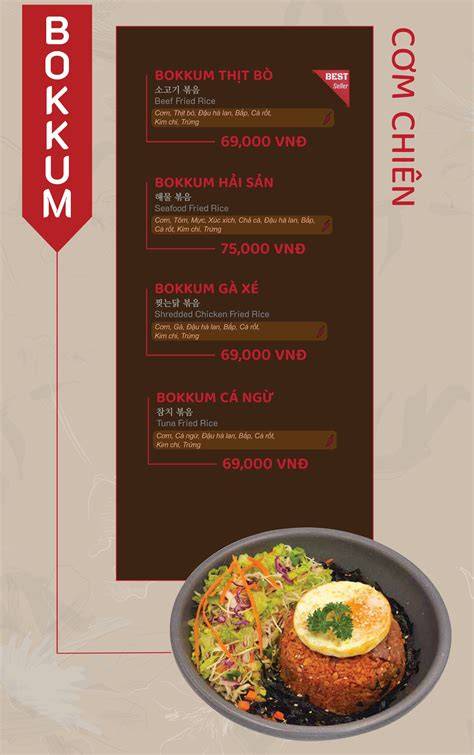 BOKKUM
CƠM CHIÊN
BOKKUM THỊT BÒ
소고기 볶음
Beef Fried Rice
Cơm, Thịt bò, Đậu hà lan, Bắp, Cà rốt,
Kim chi, Trứng
69,000 VNĐ
BEST
Seller
BOKKUM HẢI SẢN
해물 볶음
Seafood Fried Rice
Cơm, Tôm, Mực, Xúc xích, Chả cá, Đậu hà lan, Bắp,
Cà rốt, Kim chi, Trứng
75,000 VNĐ
BOKKUM GÀ XÉ
찢는닭 볶음
Shredded Chicken Fried Rice
Cơm, Gà, Đậu hà lan, Bắp, Cà rốt,
Kim chi, Trứng
69,000 VNĐ
BOKKUM CÁ NGỪ
참치 볶음
Tuna Fried Rice
Cơm, Cá ngừ, Đậu hà lan, Bắp, Cà rốt,
Kim chi, Trứng
69,000 VNĐ